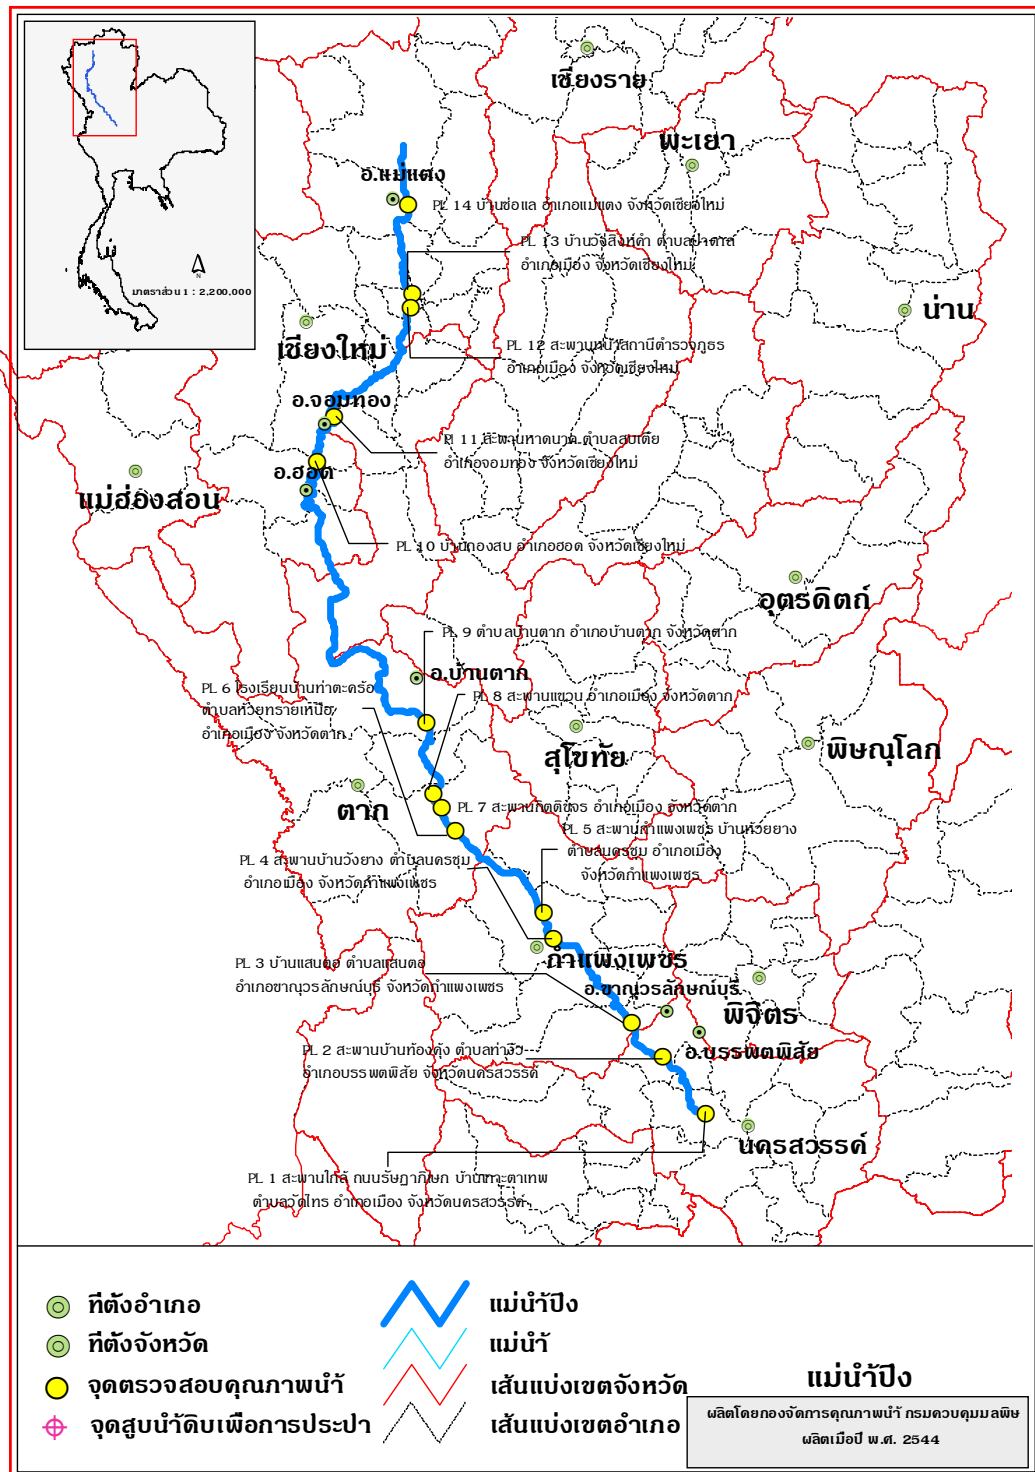 เชียงราย
พะเยา
อ.แม่แตง
PL 14 บ้านช่อแล อำเภอแม่แตง จังหวัดเชียงใหม่
PL 13 บ้านวังสิงห์คำ ตำบลป่าตาล
อำเภอเมือง จังหวัดเชียงใหม่
N
มาตราส่วน 1 : 2,200,000
น่าน
เชียงใหม่
PL 12 สะพานหน้าสถานีตำรวจภูธร
อำเภอเมือง จังหวัดเชียงใหม่
อ.จอมทอง
PL 11 สะพานหาดนาค ตำบลสบเตี๊ย
อำเภอจอมทอง จังหวัดเชียงใหม่
อ.ฮอด
แม่ฮ่องสอน
PL 10 บ้านกองสบ อำเภอฮอด จังหวัดเชียงใหม่
อุตรดิตถ์
PL 9 ตำบลบ้านตาก อำเภอบ้านตาก จังหวัดตาก
อ.บ้านตาก
PL 6 โรงเรียนบ้านท่าตะคร้อ
ตำบลห้วยทรายเหนือ
อำเภอเมือง จังหวัดตาก
PL 8 สะพานแขวน อำเภอเมือง จังหวัดตาก
สุโขทัย
พิษณุโลก
ตาก
PL 7 สะพานกิตติขจร อำเภอเมือง จังหวัดตาก
PL 5 สะพานกำแพงเพชร บ้านห้วยยาง
ตำบลนครชุม อำเภอเมือง
จังหวัดกำแพงเพชร
PL 4 สะพานบ้านวังยาง ตำบลนครชุม
อำเภอเมือง จังหวัดกำแพงเพชร
กำแพงเพชร
PL 3 บ้านแสนตอ ตำบลแสนตอ
อำเภอขาณุวรลักษณ์บุรี จังหวัดกำแพงเพชร
อ.ขาณุวรลักษณ์บุรี
พิจิตร
PL 2 สะพานบ้านท้องคุ้ง ตำบลท่างิ้ว
อำเภอบรรพตพิสัย จังหวัดนครสวรรค์
อ.บรรพตพิสัย
นครสวรรค์
PL 1 สะพานใกล้ ถนนรัษฎาภิเษก บ้านเกาะตาเทพ
ตำบลวัดไทร อำเภอเมือง จังหวัดนครสวรรค์
ที่ตั้งอำเภอ
ที่ตั้งจังหวัด
จุดตรวจสอบคุณภาพน้ำ
จุดสูบน้ำดิบเพื่อการประปา
แม่น้ำปิง
แม่น้ำ
เส้นแบ่งเขตจังหวัด
เส้นแบ่งเขตอำเภอ
แม่น้ำปิง
ผลิตโดยกองจัดการคุณภาพน้ำ กรมควบคุมมลพิษ
ผลิตเมื่อปี พ.ศ. 2544